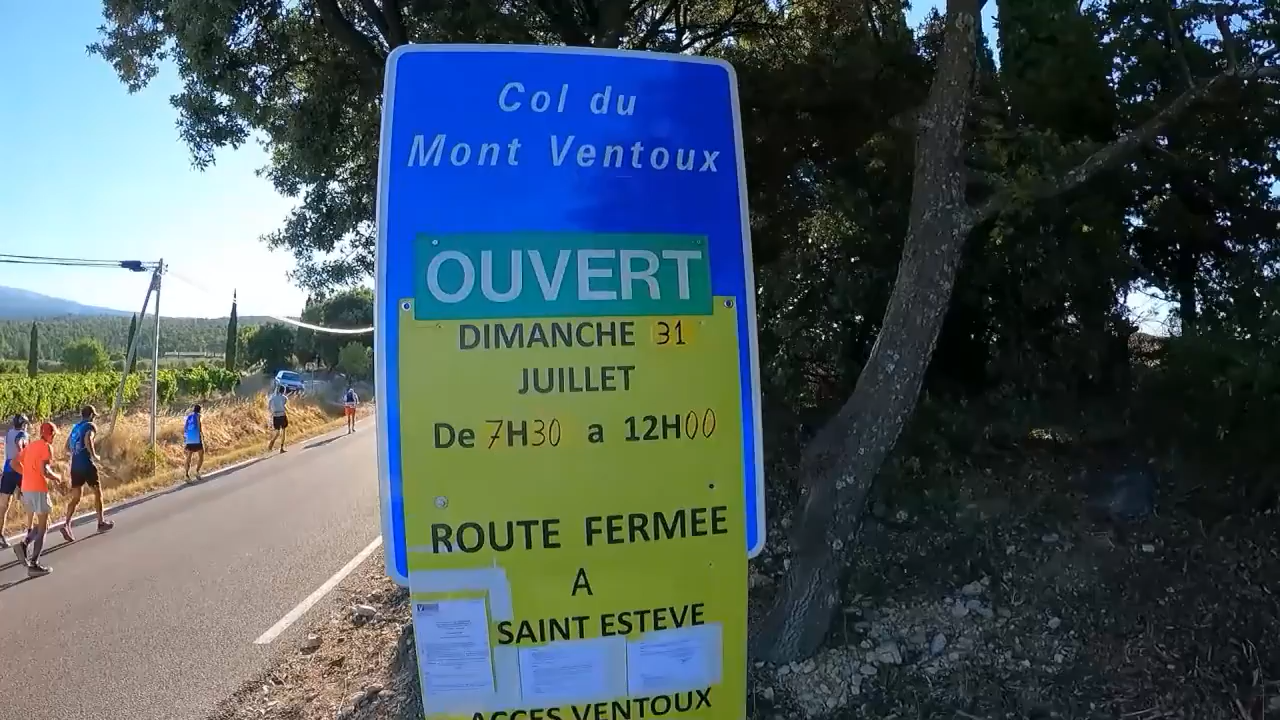 Col du
Mont Ventoux
OUVERT
DIMANCHE 31
JUILLET
De 7H30 a 12H00
ROUTE FERMEE
A
SAINT ESTEVE
ACCES VENTOUX